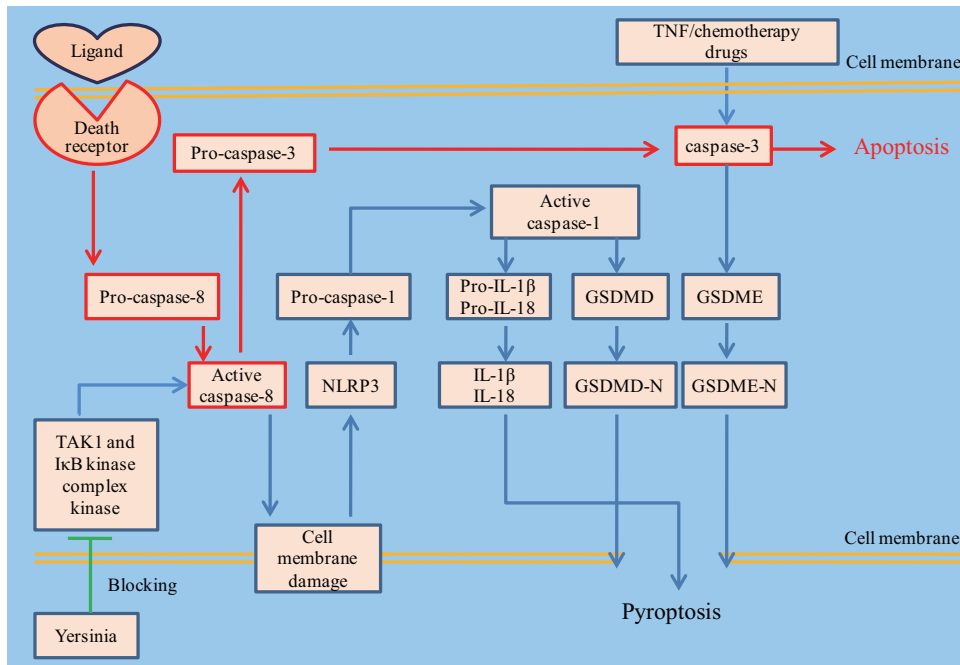 Ligand
TNF/chemotherapy
drugs
Cell membrane
Death
receptor
Pro-caspase-3
caspase-3
Apoptosis
Active
caspase-1
Pro-caspase-8
Pro-caspase-1
Pro-IL-1β
Pro-IL-18
GSDMD
GSDME
Active
caspase-8
NLRP3
IL-1β
IL-18
GSDMD-N
GSDME-N
TAK1 and
IκB kinase
complex
kinase
Cell
membrane
damage
Cell membrane
Blocking
Pyroptosis
Yersinia